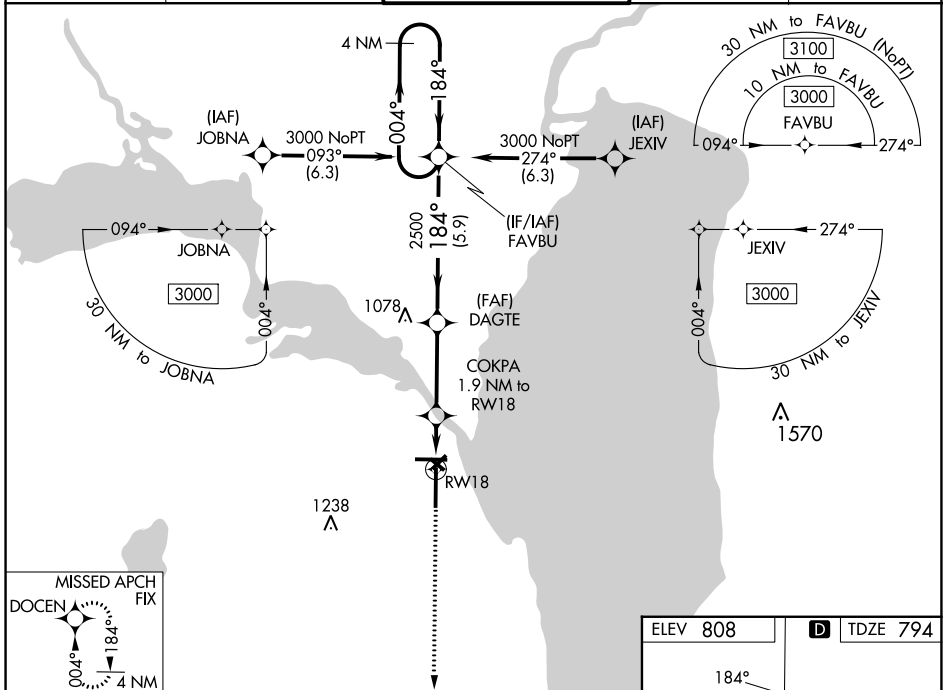 4 NM
004°
184°
(IAF)
JOBNA
3000 NoPT
093°
(6.3)
3000 NoPT
274°
(6.3)
(IAF)
JEXIV
(IF/IAF)
FAVBU
2500
184°
(5.9)
30 NM to FAVBU (NoPT)
3100
10 NM to FAVBU
3000
FAVBU
094°
274°
094°
JOBNA
3000
004°
30 NM to JOBNA
274°
JEXIV
3000
004°
30 NM to JEXIV
1078
(FAF)
DAGTE
COKPA
1.9 NM to
RW18
RW18
1570
1238
MISSED APCH
FIX
DOCEN
184°
004°
4 NM
ELEV 808
D TDZE 794
184°